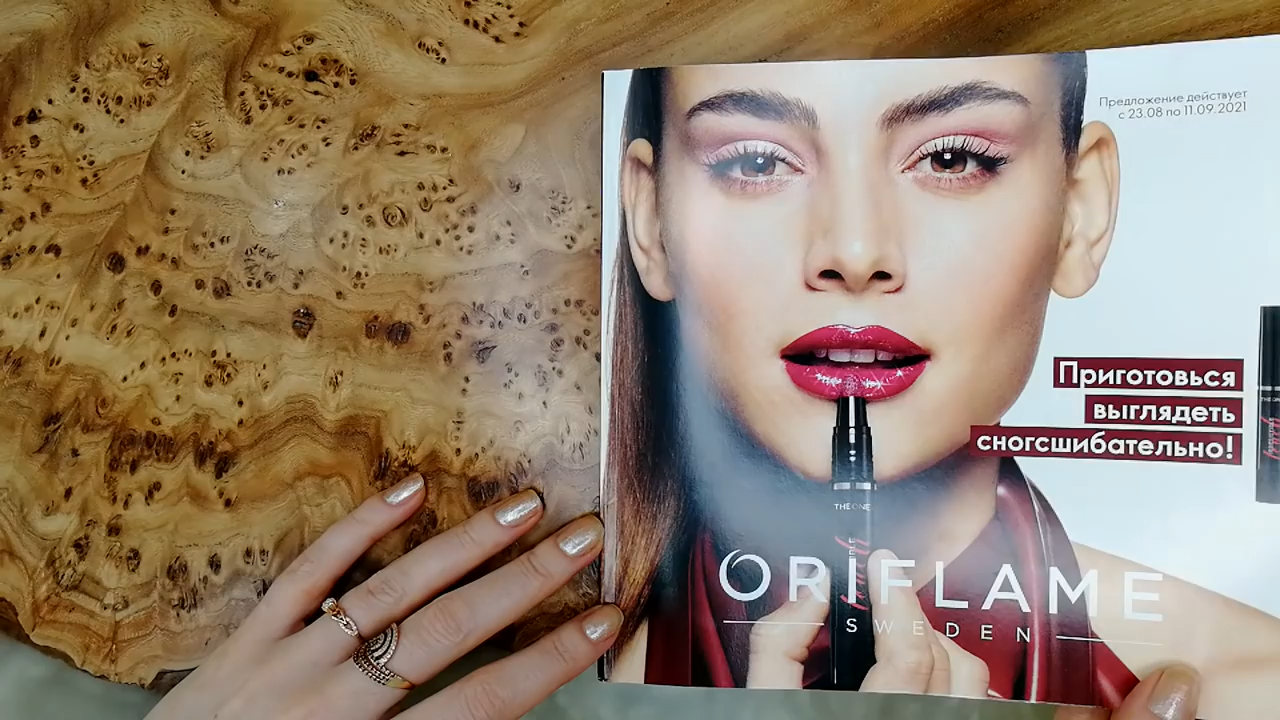 Предложение действует
с 23.08 по 11.09.2021
Приготовься
выглядеть
сногсшибательно!
THE ONE
ORIFLAME
SWEDEN